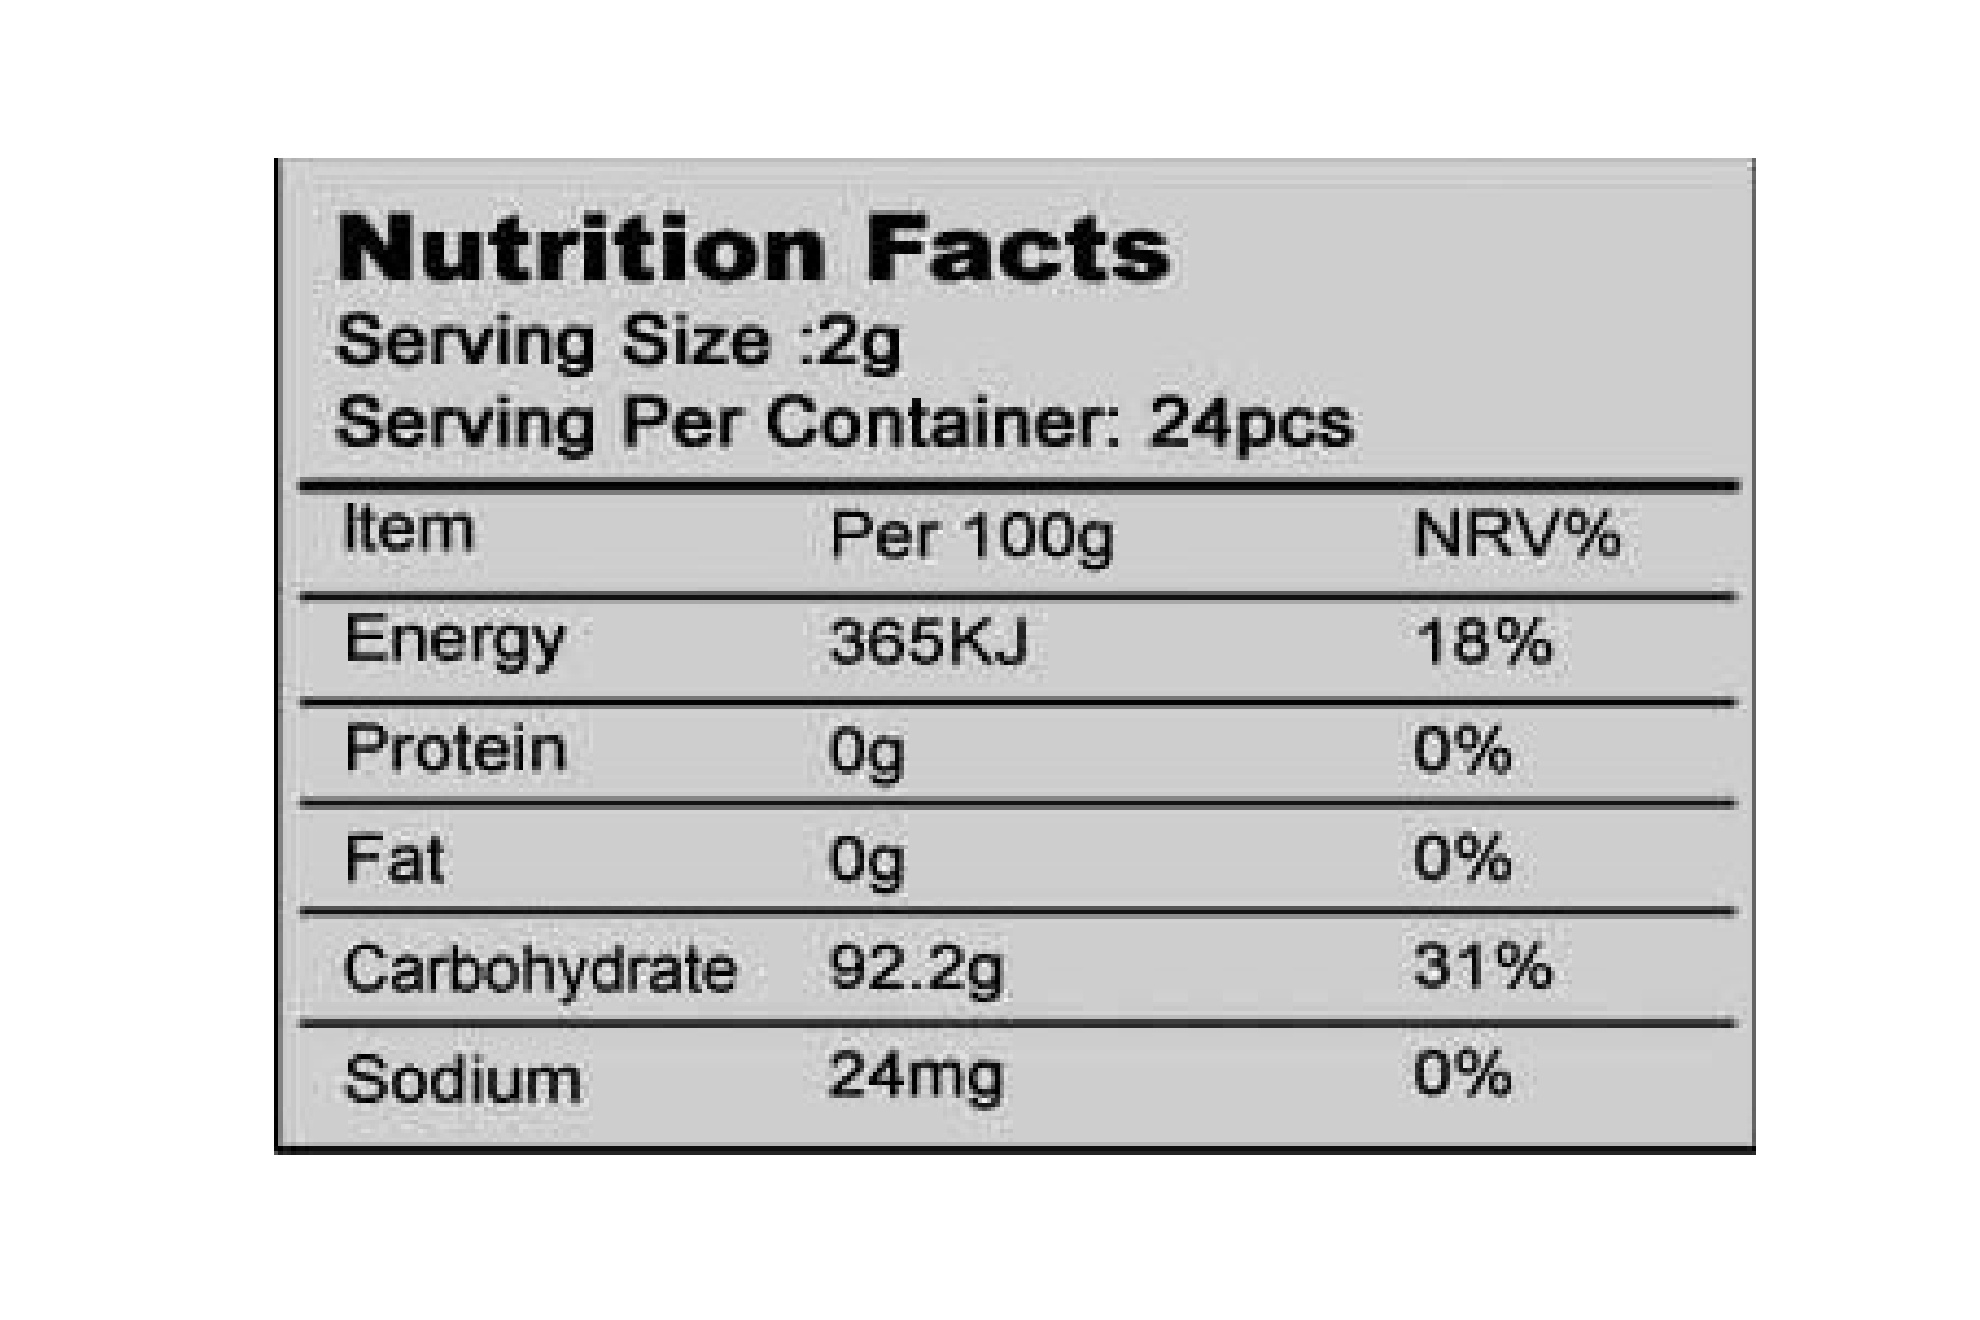 Nutrition Facts
Serving Size :2g
Serving Per Container: 24pcs
Item Per 100g NRV%
Energy 365KJ 18%
Protein 0g 0%
Fat 0g 0%
Carbohydrate 92.2g 31%
Sodium 24mg 0%